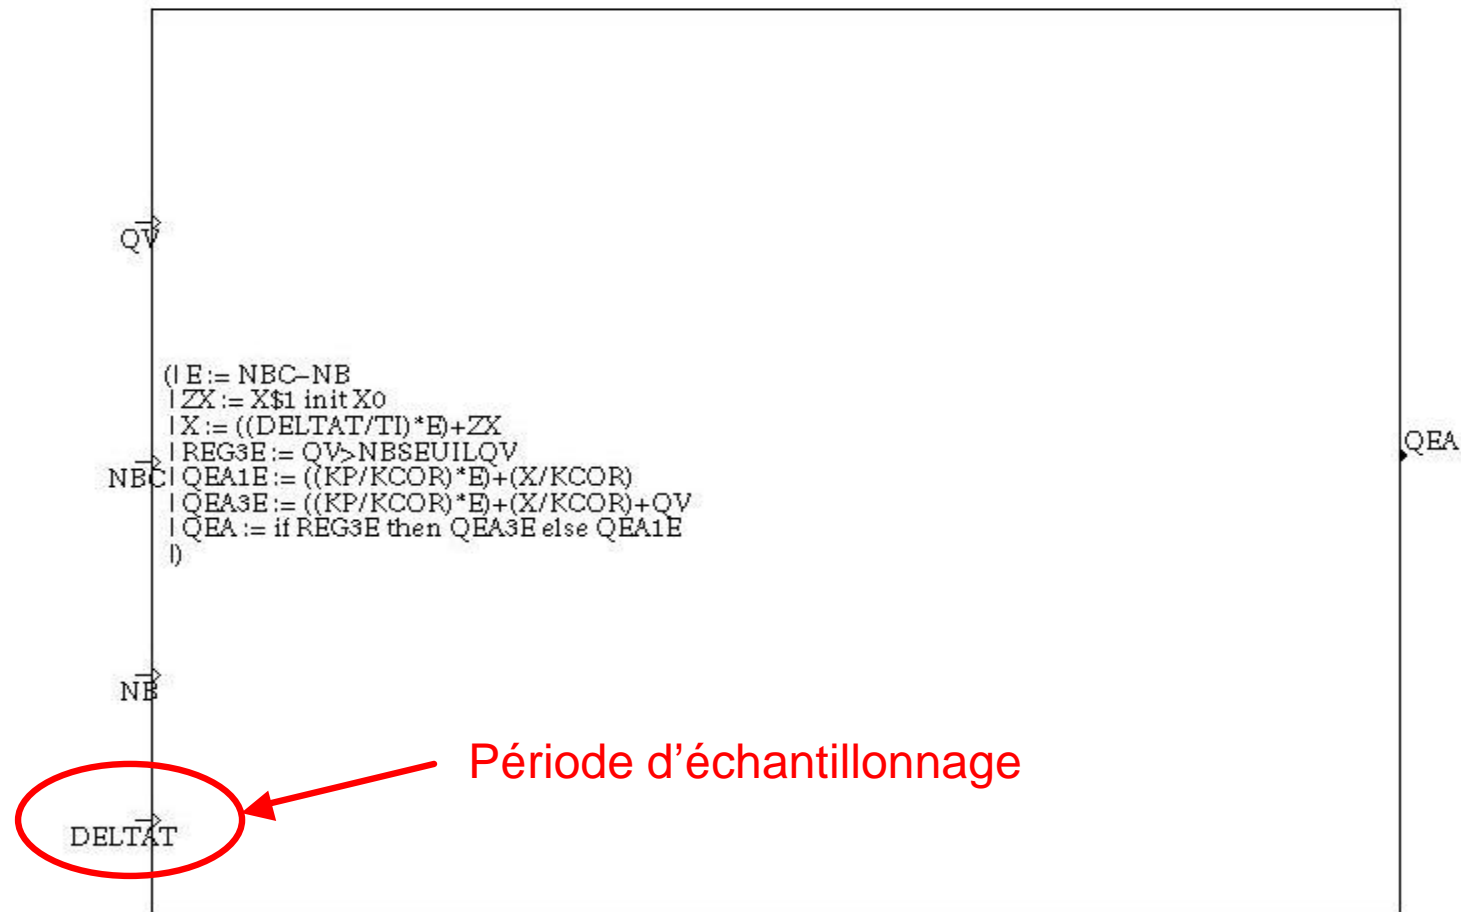 QV
(| E := NBC–NB
| ZX := X$1 init X0
| X := ((DELTAT/TI)*E)+ZX
| REG3E := QV>NBSEUILQV
| QEA1E := ((KP/KCOR)*E)+(X/KCOR)
| QEA3E := ((KP/KCOR)*E)+(X/KCOR)+QV
| QEA := if REG3E then QEA3E else QEA1E
|)
NBC
QEA
NB
Période d’échantillonnage
DELTAT